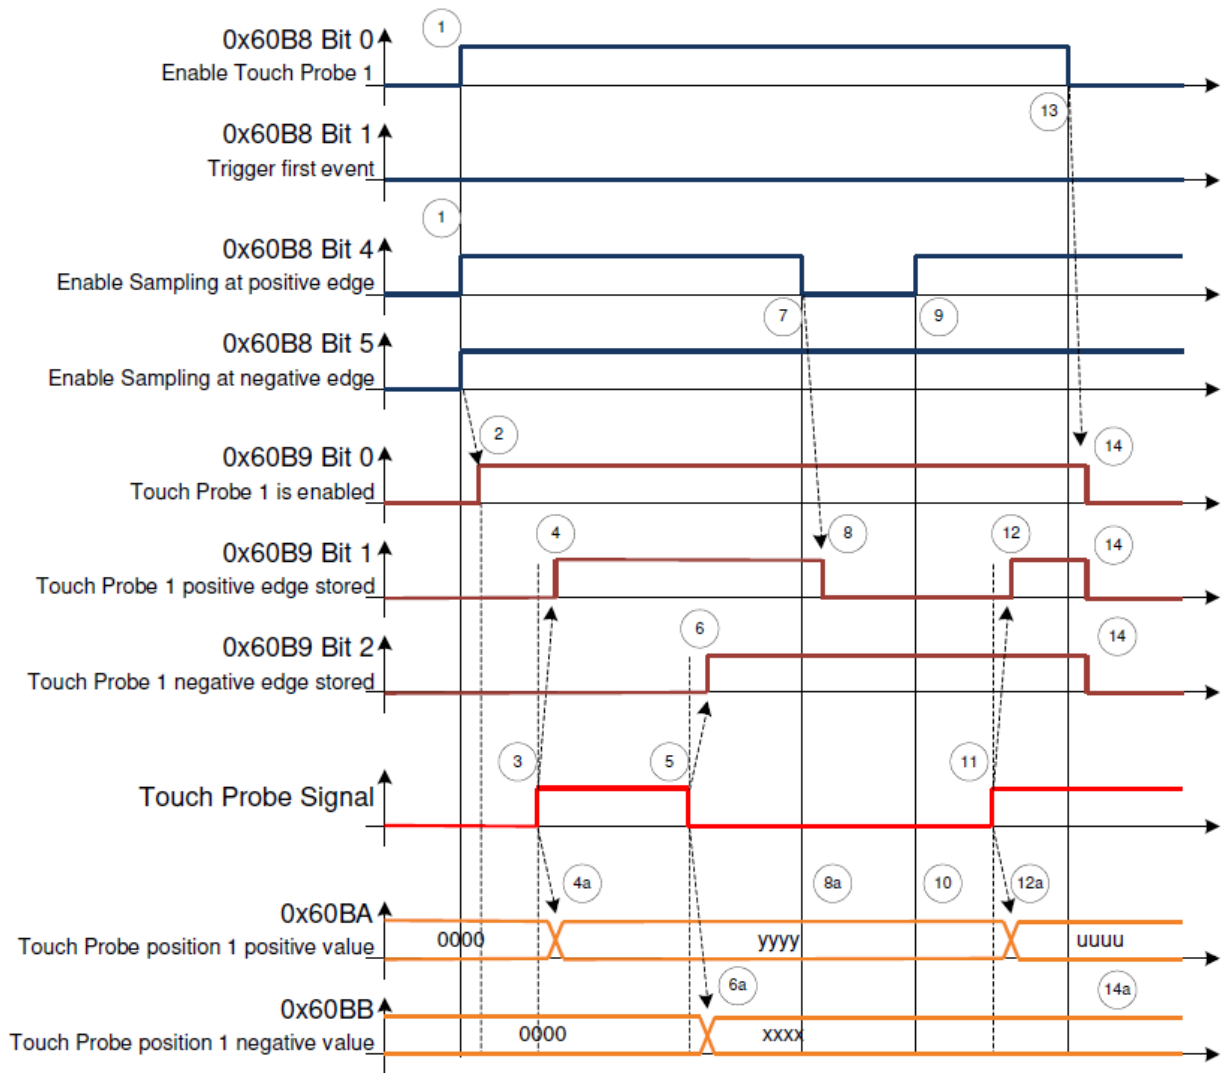 1
0x60B8 Bit 0
Enable Touch Probe 1
13
0x60B8 Bit 1
Trigger first event
1
0x60B8 Bit 4
Enable Sampling at positive edge
7
9
0x60B8 Bit 5
Enable Sampling at negative edge
2
14
0x60B9 Bit 0
Touch Probe 1 is enabled
4
8
12
14
0x60B9 Bit 1
Touch Probe 1 positive edge stored
6
14
0x60B9 Bit 2
Touch Probe 1 negative edge stored
3
5
11
Touch Probe Signal
4a
8a
10
12a
0x60BA
Touch Probe position 1 positive value
0000
yyyy
uuuu
6a
14a
0x60BB
Touch Probe position 1 negative value
0000
xxxx